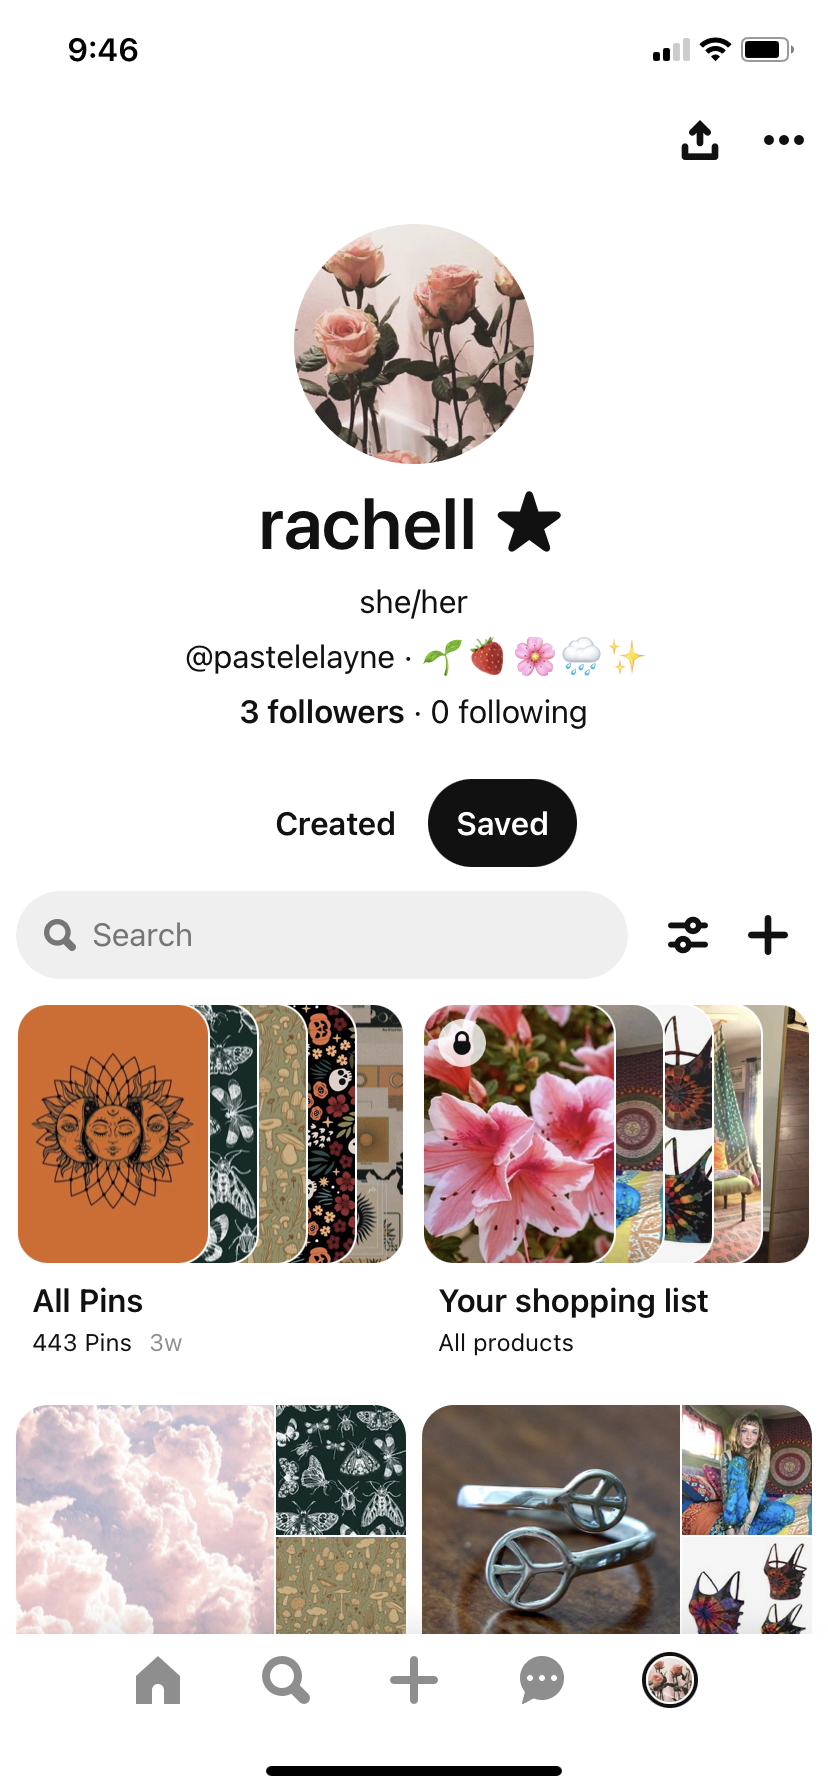 9:46
rachell ★
she/her
@pastelelayne · 🌱🍓🌸🌧️✨
3 followers · 0 following
Created Saved
Search
All Pins
443 Pins 3w
Your shopping list
All products